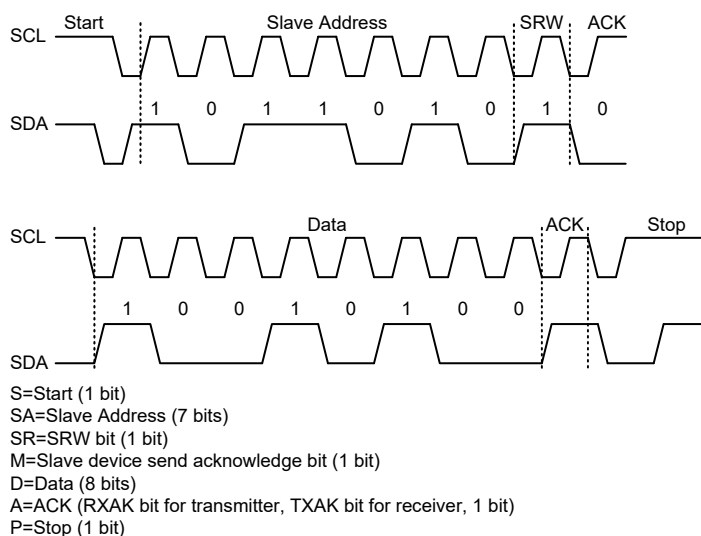 Start Slave Address SRW ACK
SCL
1 0 1 1 0 1 0 1 0
SDA
Data ACK Stop
SCL
1 0 0 1 0 1 0 0
SDA
S=Start (1 bit)
SA=Slave Address (7 bits)
SR=SRW bit (1 bit)
M=Slave device send acknowledge bit (1 bit)
D=Data (8 bits)
A=ACK (RXAK bit for transmitter, TXAK bit for receiver, 1 bit)
P=Stop (1 bit)